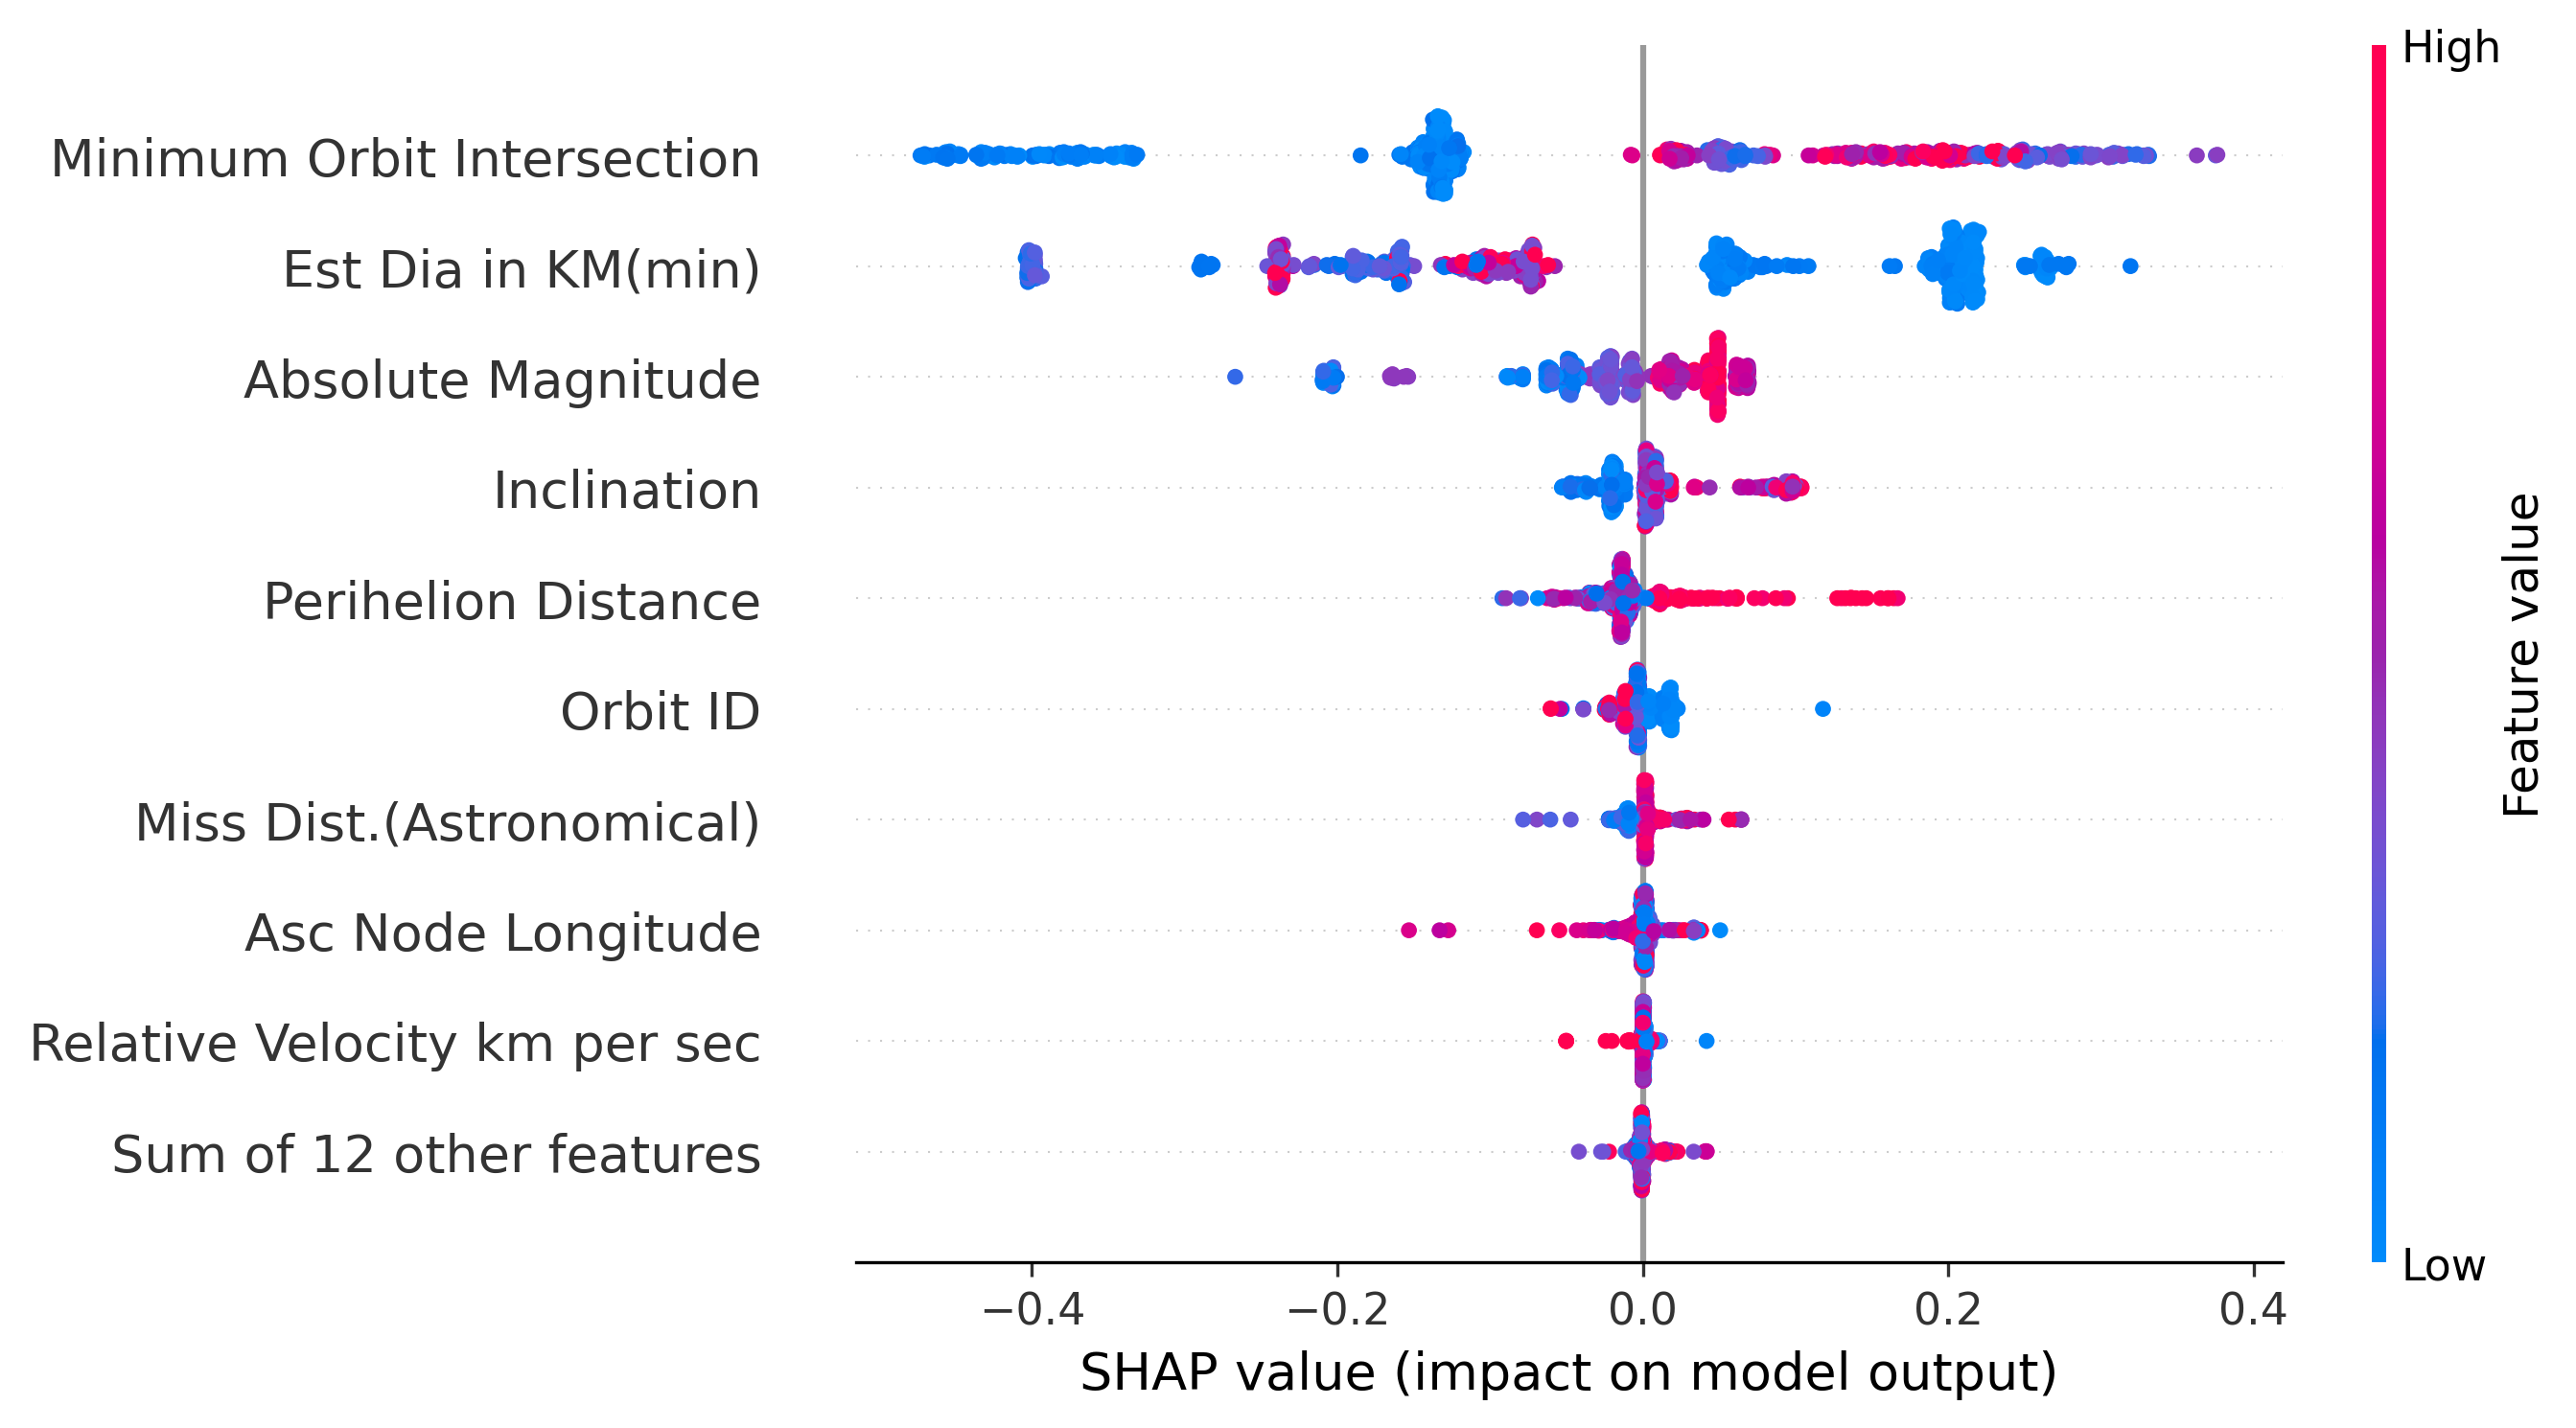 High
Minimum Orbit Intersection
Est Dia in KM(min)
Absolute Magnitude
Inclination
Perihelion Distance
Orbit ID
Miss Dist.(Astronomical)
Asc Node Longitude
Relative Velocity km per sec
Sum of 12 other features
Feature value
Low
−0.4 −0.2 0.0 0.2 0.4
SHAP value (impact on model output)